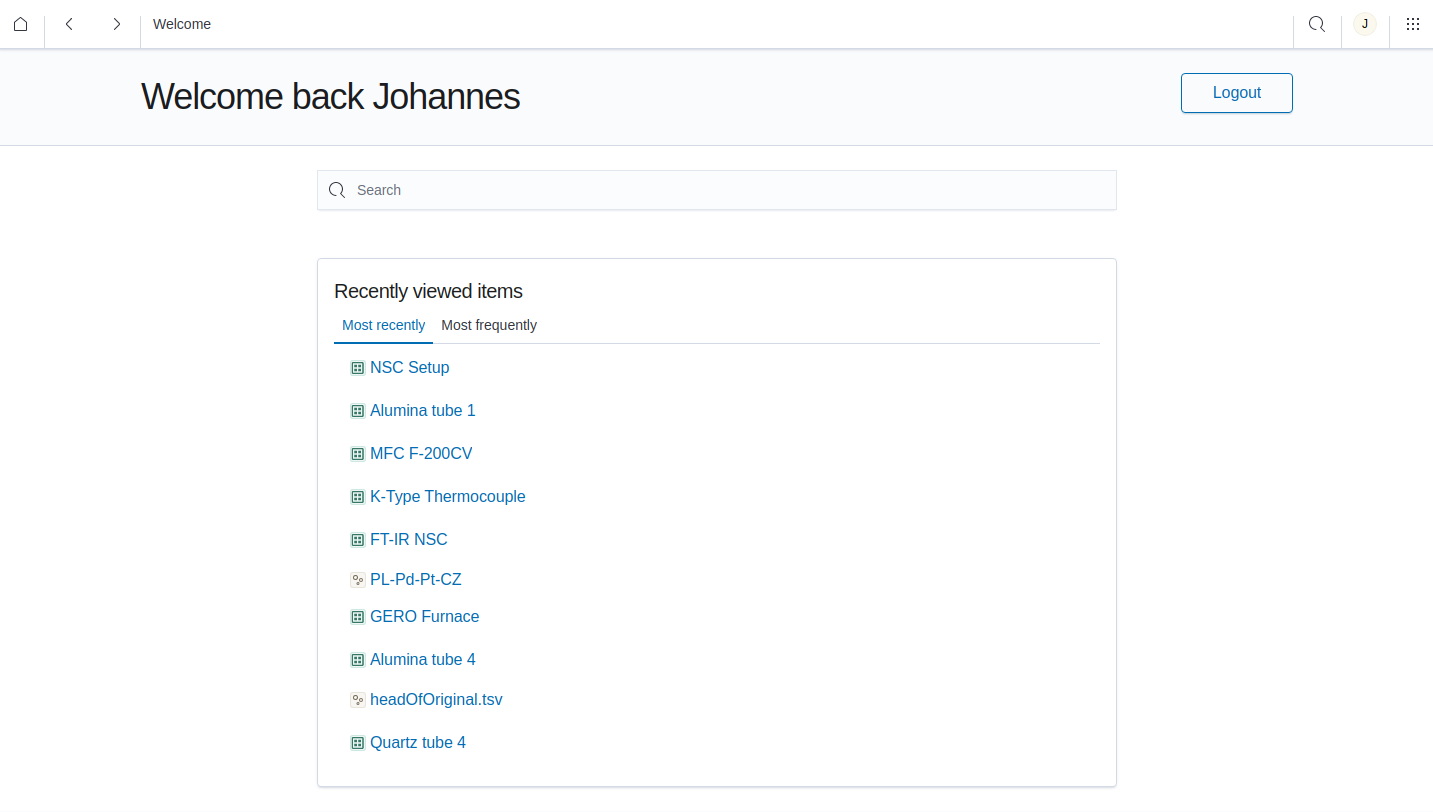 Welcome
J
Welcome back Johannes
Logout
Search
Recently viewed items
Most recently Most frequently
NSC Setup
Alumina tube 1
MFC F-200CV
K-Type Thermocouple
FT-IR NSC
PL-Pd-Pt-CZ
GERO Furnace
Alumina tube 4
headOfOriginal.tsv
Quartz tube 4